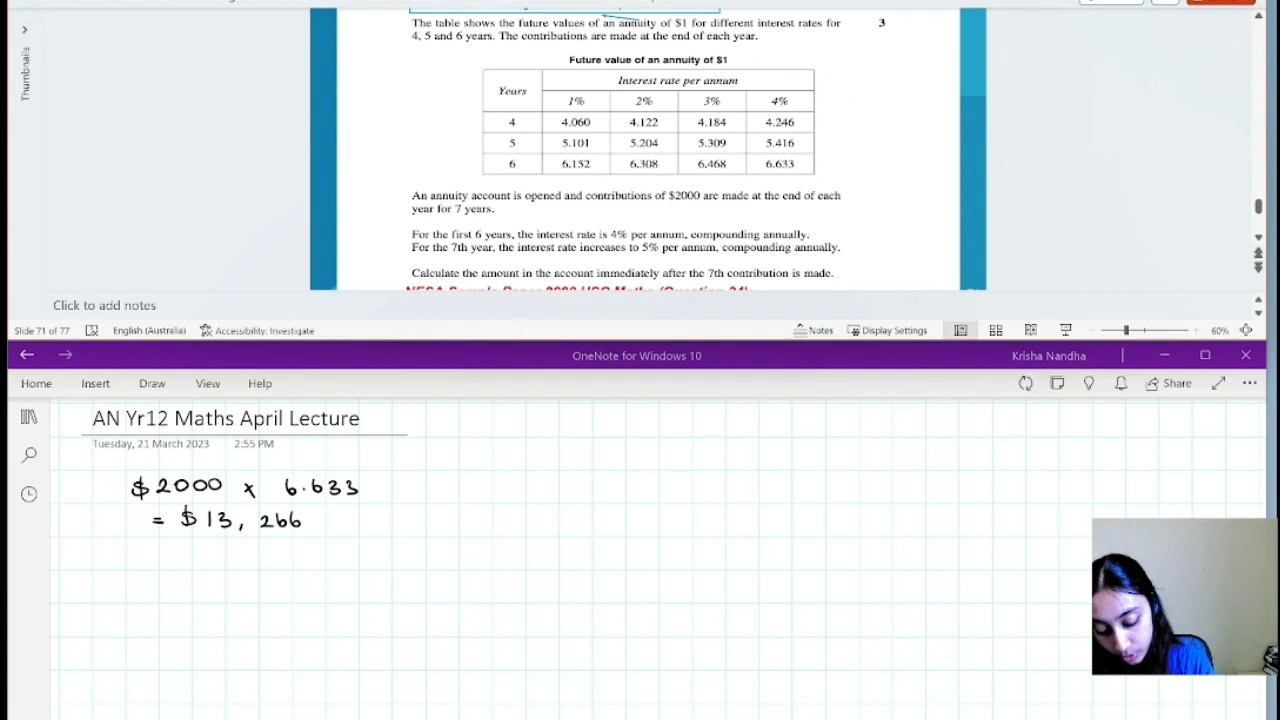 Thumbnails
The table shows the future values of an annuity of $1 for different interest rates for 3
4, 5 and 6 years. The contributions are made at the end of each year.
Future value of an annuity of $1
Years
Interest rate per annum
1% 2% 3% 4%
4 4.060 4.122 4.184 4.246
5 5.101 5.204 5.309 5.416
6 6.152 6.308 6.468 6.633
An annuity account is opened and contributions of $2000 are made at the end of each
year for 7 years.
For the first 6 years, the interest rate is 4% per annum, compounding annually.
For the 7th year, the interest rate increases to 5% per annum, compounding annually.
Calculate the amount in the account immediately after the 7th contribution is made.
Click to add notes
Slide 71 of 77 English (Australia) Accessibility: Investigate Notes Display Settings 60%
OneNote for Windows 10 Krisha Nandha
Home Insert Draw View Help Share
AN Yr12 Maths April Lecture
Tuesday, 21 March 2023 2:55 PM
$2000 × 6.633
= $13, 266